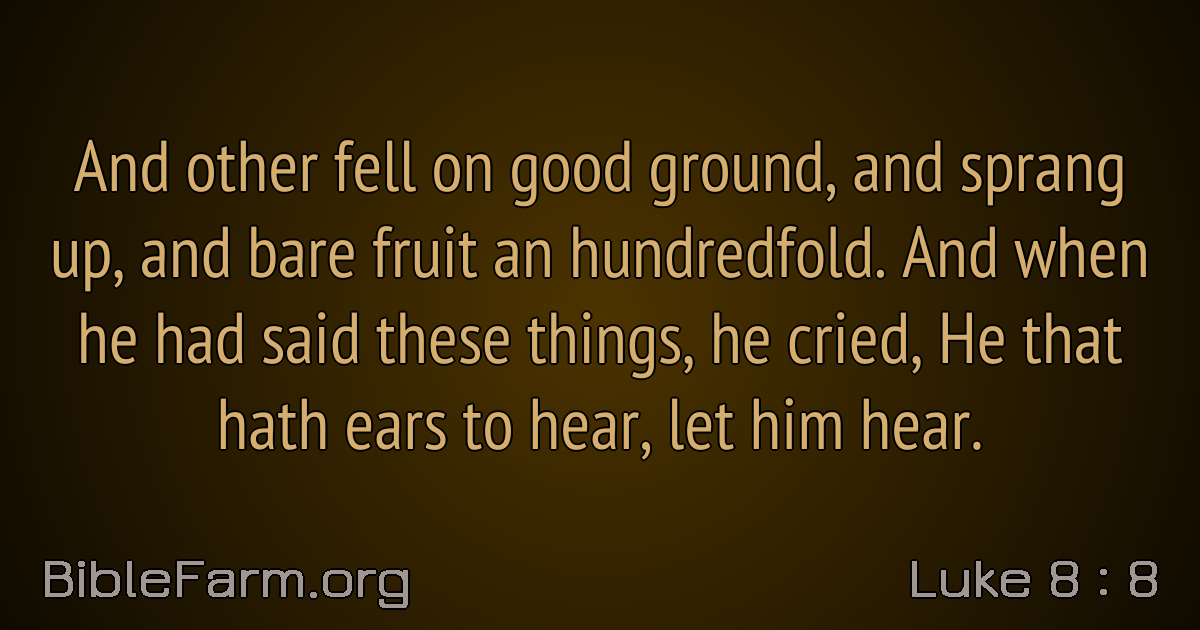 And other fell on good ground, and sprang
up, and bare fruit an hundredfold. And when
he had said these things, he cried, He that
hath ears to hear, let him hear.
BibleFarm.org
Luke 8 : 8